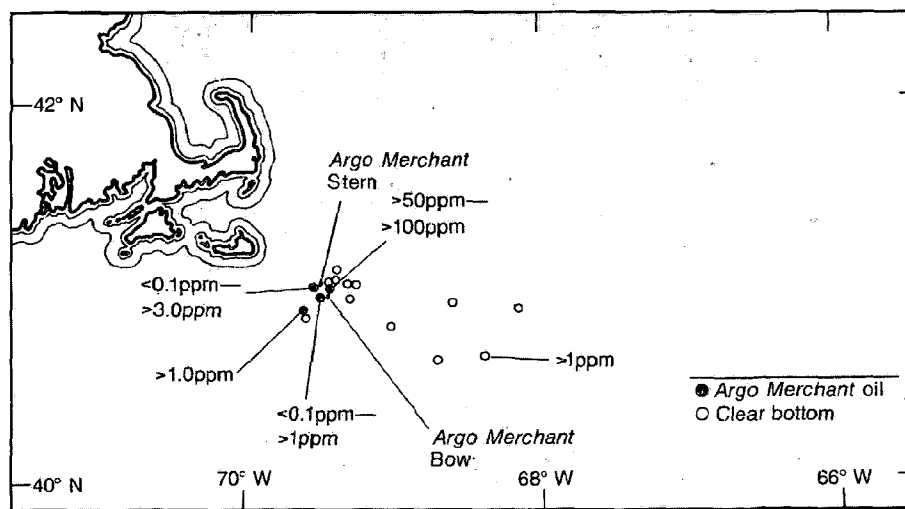 42° N
Argo Merchant
Stern
>50ppm—
>100ppm
<0.1ppm—
>3.0ppm
>1.0ppm
>1ppm
<0.1ppm—
>1ppm
Argo Merchant
Bow
Argo Merchant oil
Clear bottom
40° N
70° W
68° W
66° W